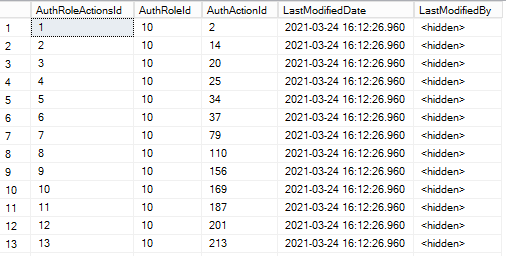 AuthRoleActionsId AuthRoleId AuthActionId LastModifiedDate LastModifiedBy
1 1 10 2 2021-03-24 16:12:26.960 <hidden>
2 2 10 14 2021-03-24 16:12:26.960 <hidden>
3 3 10 20 2021-03-24 16:12:26.960 <hidden>
4 4 10 25 2021-03-24 16:12:26.960 <hidden>
5 5 10 34 2021-03-24 16:12:26.960 <hidden>
6 6 10 37 2021-03-24 16:12:26.960 <hidden>
7 7 10 79 2021-03-24 16:12:26.960 <hidden>
8 8 10 110 2021-03-24 16:12:26.960 <hidden>
9 9 10 156 2021-03-24 16:12:26.960 <hidden>
10 10 10 169 2021-03-24 16:12:26.960 <hidden>
11 11 10 187 2021-03-24 16:12:26.960 <hidden>
12 12 10 201 2021-03-24 16:12:26.960 <hidden>
13 13 10 213 2021-03-24 16:12:26.960 <hidden>